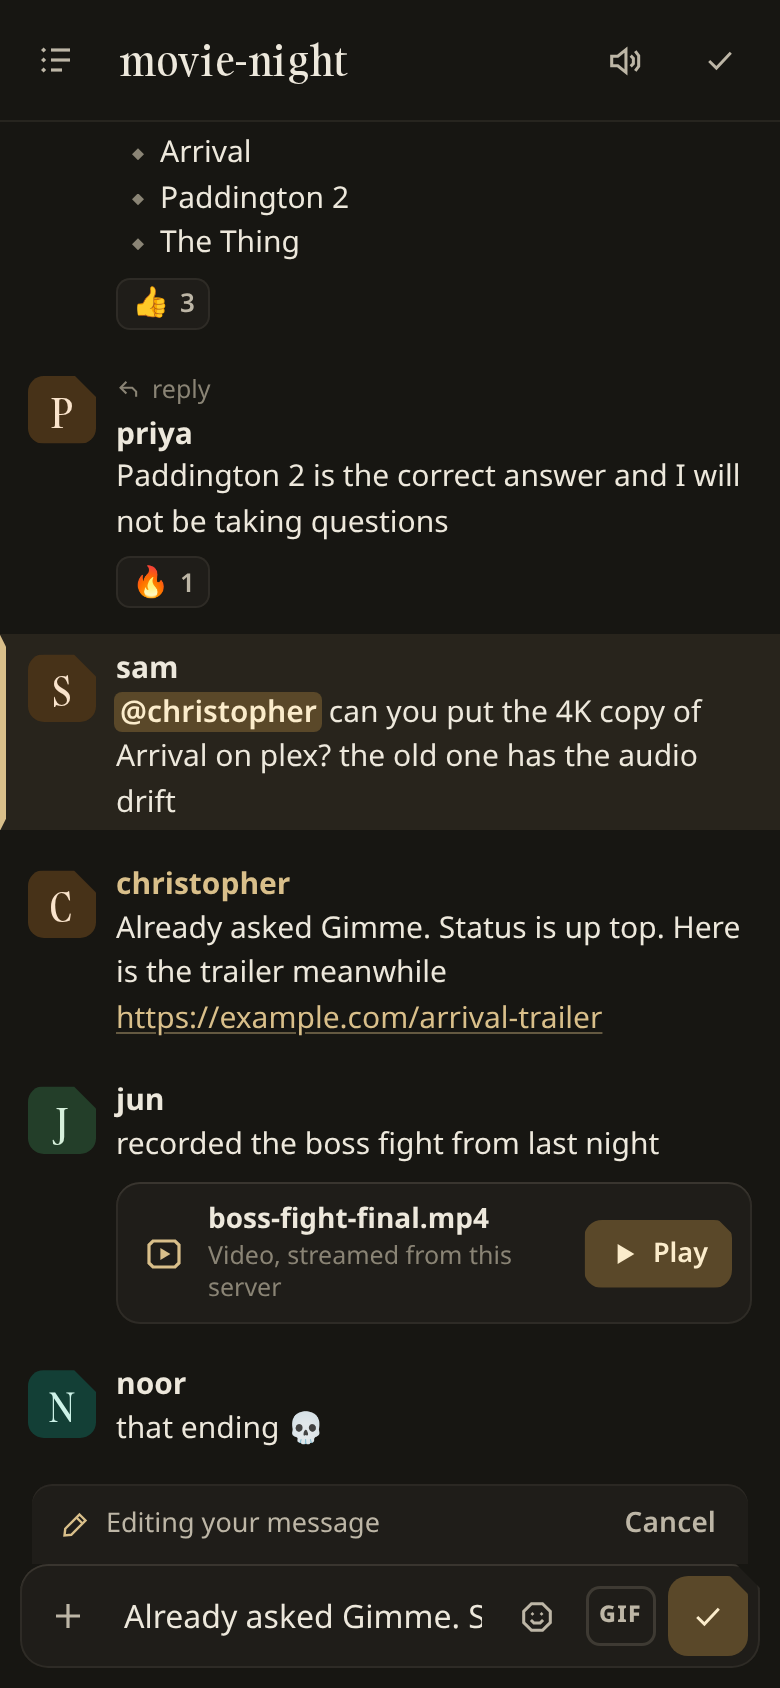 movie-night
Arrival
Paddington 2
The Thing
👍 3
reply
P
priya
Paddington 2 is the correct answer and I will
not be taking questions
🔥 1
S
sam
@christopher can you put the 4K copy of
Arrival on plex? the old one has the audio
drift
C
christopher
Already asked Gimme. Status is up top. Here
is the trailer meanwhile
https://example.com/arrival-trailer
J
jun
recorded the boss fight from last night
boss-fight-final.mp4
Video, streamed from this
server
Play
N
noor
that ending 💀
Editing your message
Cancel
Already asked Gimme. S
GIF